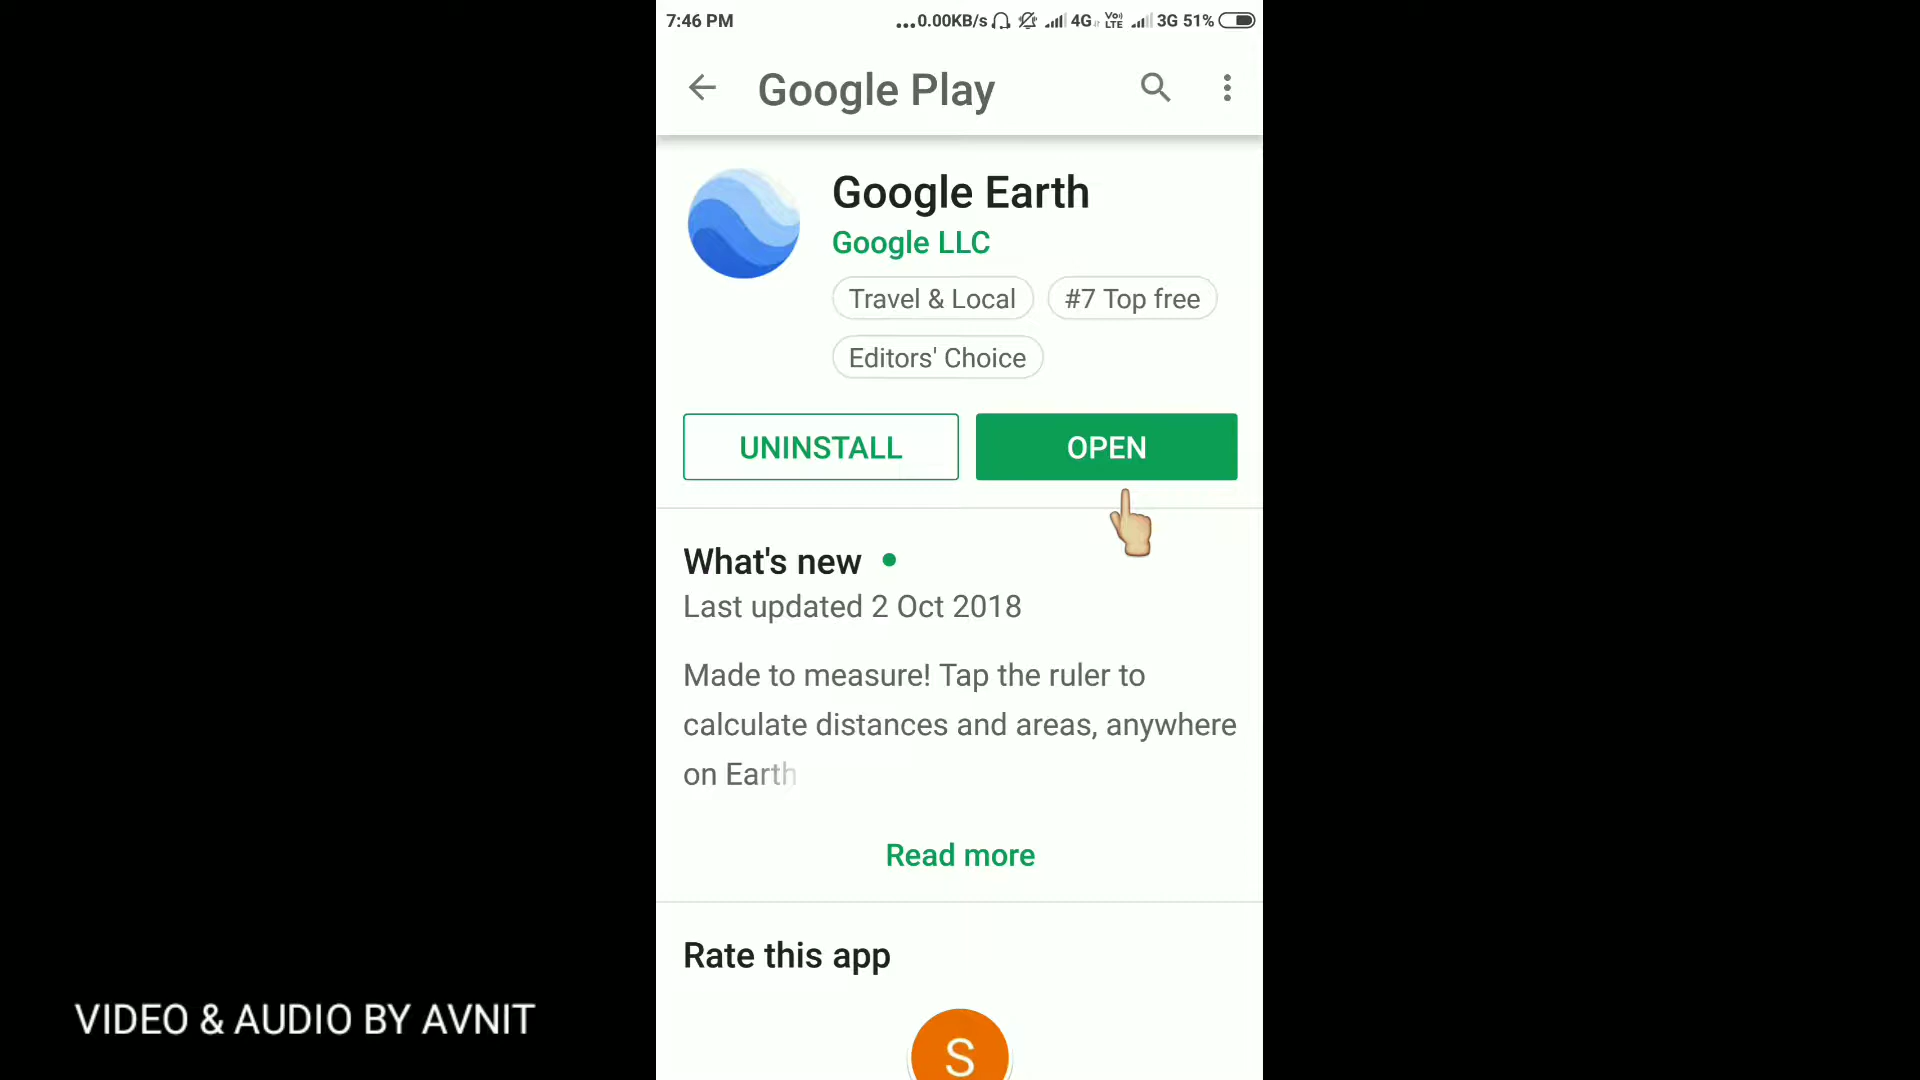 7:46 PM ...0.00KB/s 4G VoLTE 3G 51%
Google Play
Google Earth
Google LLC
Travel & Local #7 Top free
Editors' Choice
UNINSTALL OPEN
What's new
Last updated 2 Oct 2018
Made to measure! Tap the ruler to
calculate distances and areas, anywhere
on Earth
Read more
Rate this app
S
VIDEO & AUDIO BY AVNIT